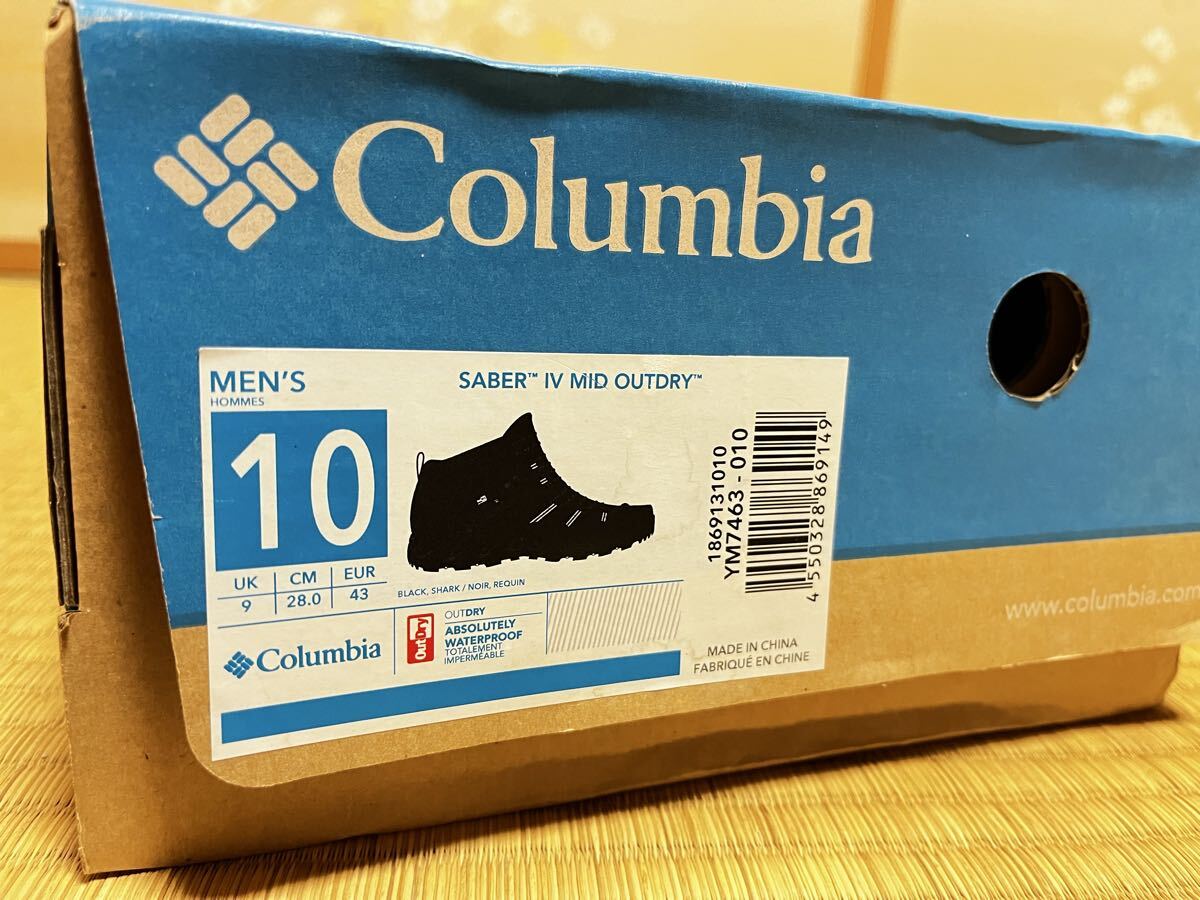 Columbia
MEN'S
HOMMES
10
UK
9
CM
28.0
EUR
43
SABER™ IV MID OUTDRY™
BLACK, SHARK / NOIR, REQUIN
Columbia
OutDry
OUTDRY
ABSOLUTELY
WATERPROOF
TOTALEMENT
IMPERMÉABLE
1869131010
YM7463-010
4 550328 869149
MADE IN CHINA
FABRIQUÉ EN CHINE
www.columbia.com